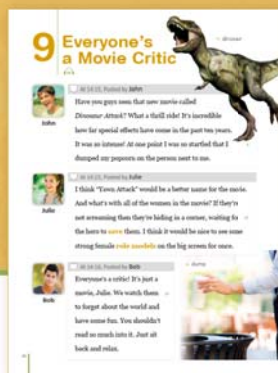 9 Everyone's
a Movie Critic
dinosaur
At 14:10, Posted by John
Have you guys seen that new movie called
Dinosaur Attack? What a thrill ride! It's incredible
how far special effects have come in the past ten years.
It was so intense! At one point I was so startled that I
dumped my popcorn on the person next to me.
John
Posted by Julie
I think "Yawn Attack" would be a better name for the movie.
And what's with all of the women in the movie? If they're
not screaming then they're hiding in a corner, waiting for
the hero to save them. I think it would be nice to see some
strong female role models on the big screen for once.
Julie
Posted by Bob
Everyone's a critic! It's just a
movie, Julie. We watch them
to forget about the world and
have some fun. You shouldn't
read so much into it. Just sit
back and relax.
Bob
dump